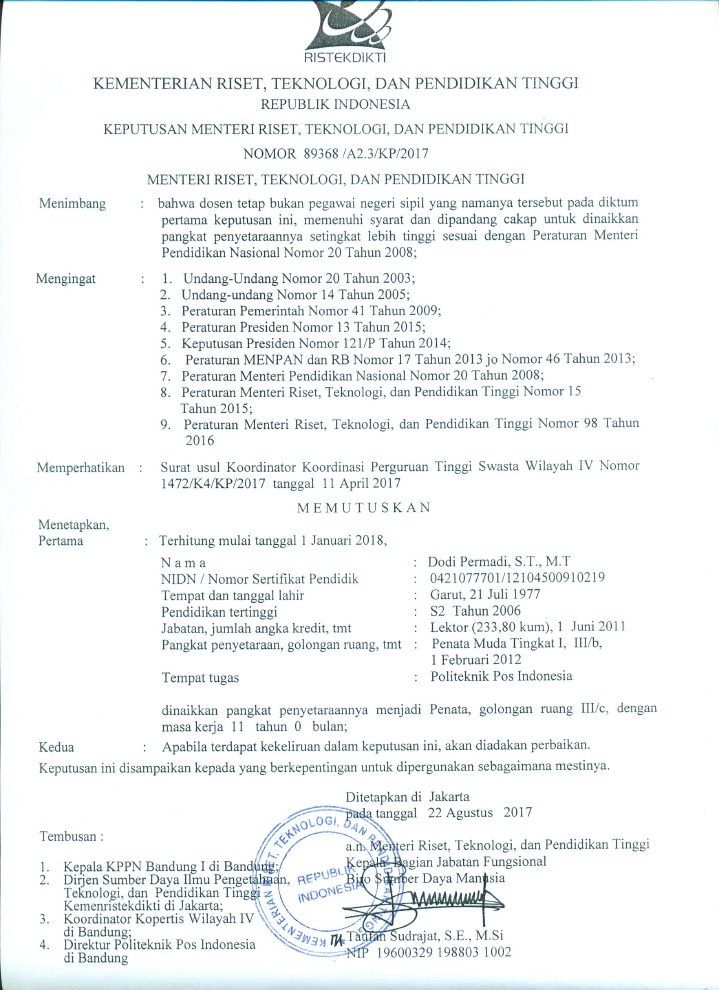 RISTEKDIKTI
KEMENTERIAN RISET, TEKNOLOGI, DAN PENDIDIKAN TINGGI
REPUBLIK INDONESIA
KEPUTUSAN MENTERI RISET, TEKNOLOGI, DAN PENDIDIKAN TINGGI
NOMOR 89368 /A2.3/KP/2017
MENTERI RISET, TEKNOLOGI, DAN PENDIDIKAN TINGGI
Menimbang : bahwa dosen tetap bukan pegawai negeri sipil yang namanya tersebut pada diktum
pertama keputusan ini, memenuhi syarat dan dipandang cakap untuk dinaikkan
pangkat penyetaraannya setingkat lebih tinggi sesuai dengan Peraturan Menteri
Pendidikan Nasional Nomor 20 Tahun 2008;
Mengingat : 1. Undang-Undang Nomor 20 Tahun 2003;
2. Undang-undang Nomor 14 Tahun 2005;
3. Peraturan Pemerintah Nomor 41 Tahun 2009;
4. Peraturan Presiden Nomor 13 Tahun 2015;
5. Keputusan Presiden Nomor 121/P Tahun 2014;
6. Peraturan MENPAN dan RB Nomor 17 Tahun 2013 jo Nomor 46 Tahun 2013;
7. Peraturan Menteri Pendidikan Nasional Nomor 20 Tahun 2008;
8. Peraturan Menteri Riset, Teknologi, dan Pendidikan Tinggi Nomor 15
Tahun 2015;
9. Peraturan Menteri Riset, Teknologi, dan Pendidikan Tinggi Nomor 98 Tahun
2016
Memperhatikan : Surat usul Koordinator Koordinasi Perguruan Tinggi Swasta Wilayah IV Nomor
1472/K4/KP/2017 tanggal 11 April 2017
M E M U T U S K A N
Menetapkan,
Pertama : Terhitung mulai tanggal 1 Januari 2018,
N a m a : Dodi Permadi, S.T., M.T
NIDN / Nomor Sertifikat Pendidik : 0421077701/12104500910219
Tempat dan tanggal lahir : Garut, 21 Juli 1977
Pendidikan tertinggi : S2 Tahun 2006
Jabatan, jumlah angka kredit, tmt : Lektor (233,80 kum), 1 Juni 2011
Pangkat penyetaraan, golongan ruang, tmt : Penata Muda Tingkat I, III/b,
1 Februari 2012
Tempat tugas : Politeknik Pos Indonesia
dinaikkan pangkat penyetaraannya menjadi Penata, golongan ruang III/c, dengan
masa kerja 11 tahun 0 bulan;
Kedua : Apabila terdapat kekeliruan dalam keputusan ini, akan diadakan perbaikan.
Keputusan ini disampaikan kepada yang berkepentingan untuk dipergunakan sebagaimana mestinya.
Ditetapkan di Jakarta
pada tanggal 22 Agustus 2017
a.n. Menteri Riset, Teknologi, dan Pendidikan Tinggi
Kepala Bagian Jabatan Fungsional
Biro Sumber Daya Manusia
Taufan Sudrajat, S.E., M.Si
NIP 19600329 198803 1002
Tembusan :
1. Kepala KPPN Bandung I di Bandung;
2. Dirjen Sumber Daya Ilmu Pengetahuan,
Teknologi, dan Pendidikan Tinggi
Kemenristekdikti di Jakarta;
3. Koordinator Kopertis Wilayah IV
di Bandung;
4. Direktur Politeknik Pos Indonesia
di Bandung
REPUBLIK
INDONESIA